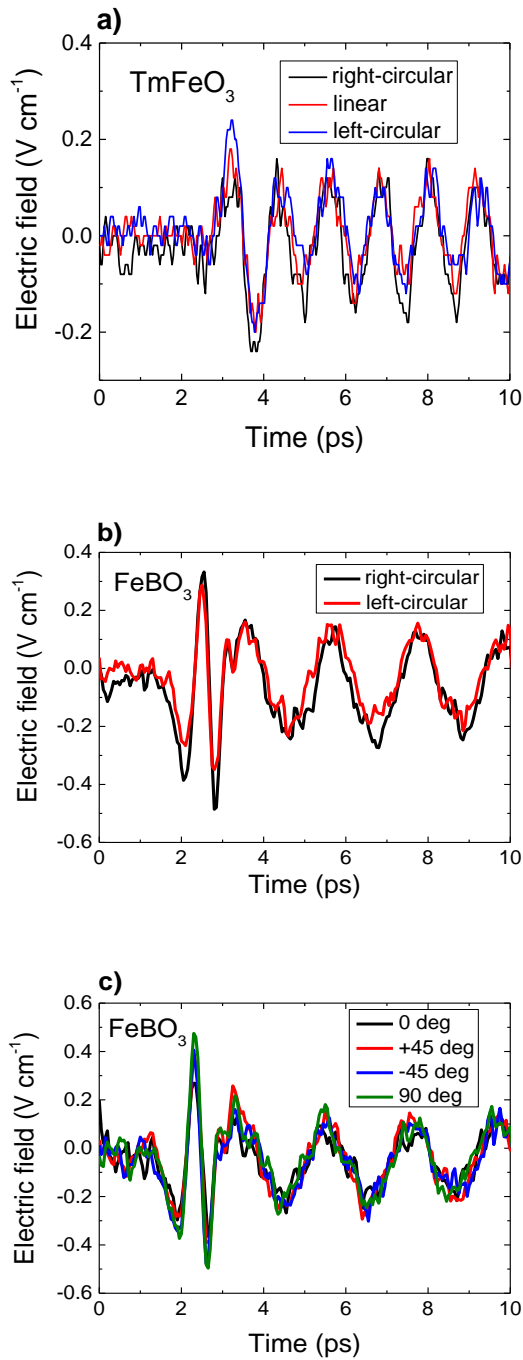 a)
0.4
0.2
0.0
-0.2
Electric field (V cm⁻¹)
TmFeO₃
right-circular
linear
left-circular
0 2 4 6 8 10
Time (ps)
b)
0.4
0.2
0.0
-0.2
-0.4
-0.6
Electric field (V cm⁻¹)
FeBO₃
right-circular
left-circular
0 2 4 6 8 10
Time (ps)
c)
0.6
0.4
0.2
0.0
-0.2
-0.4
-0.6
Electric field (V cm⁻¹)
FeBO₃
0 deg
+45 deg
-45 deg
90 deg
0 2 4 6 8 10
Time (ps)